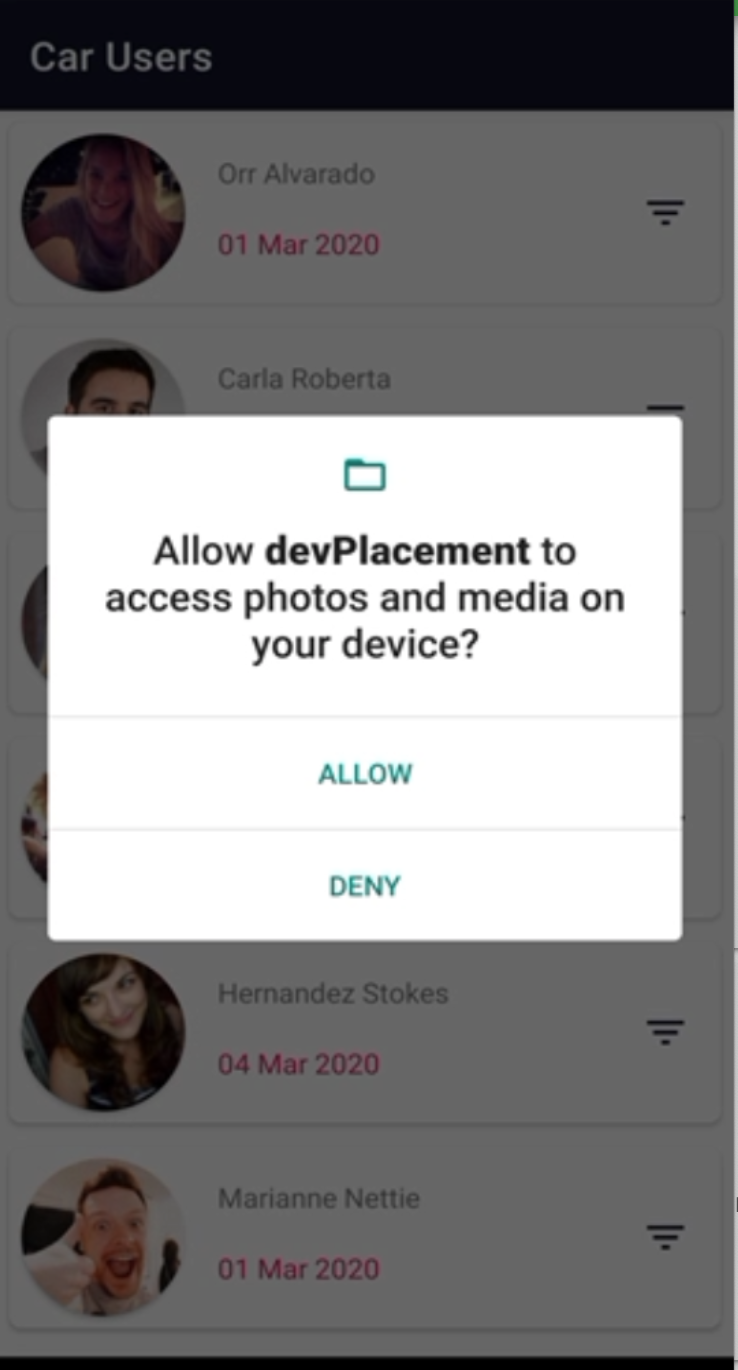 Car Users
Orr Alvarado
01 Mar 2020
Carla Roberta
Allow devPlacement to
access photos and media on
your device?
ALLOW
DENY
Hernandez Stokes
04 Mar 2020
Marianne Nettie
01 Mar 2020